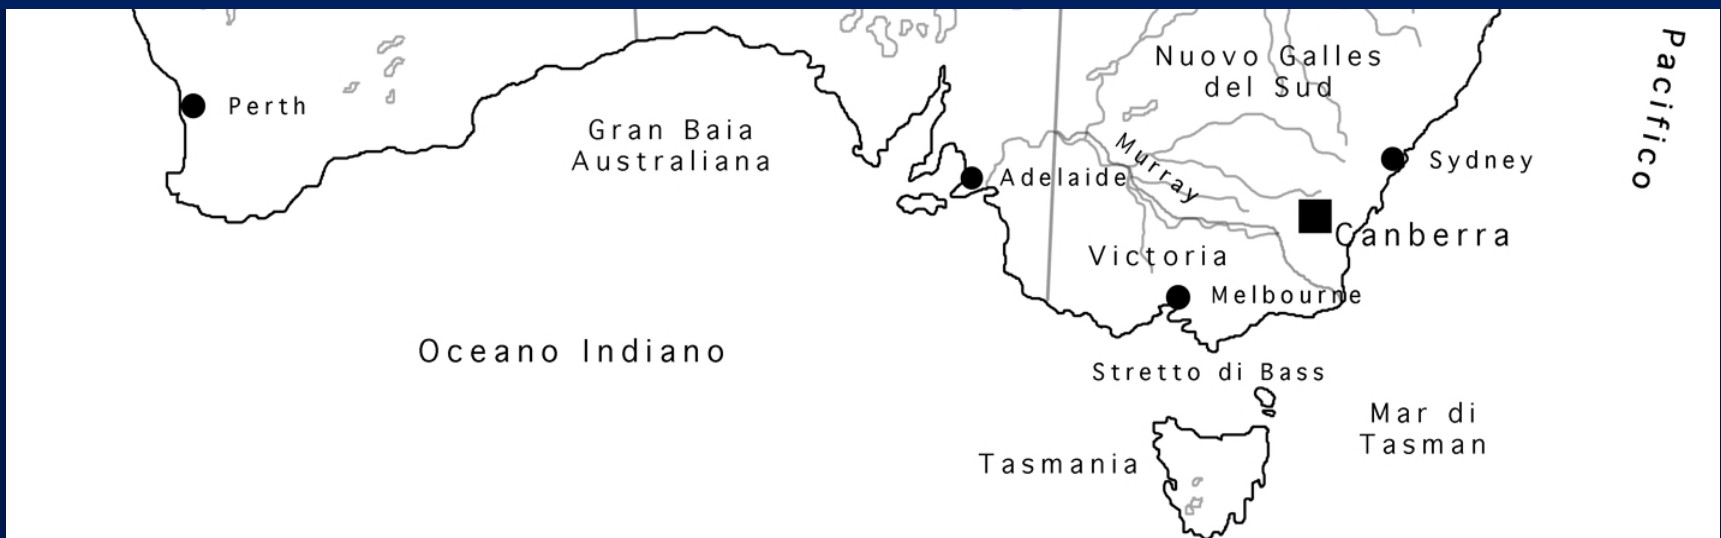 Nuovo Galles
del Sud
Pacifico
Perth
Gran Baia
Australiana
Murray
Sydney
Adelaide
Canberra
Victoria
Melbourne
Oceano Indiano
Stretto di Bass
Mar di
Tasman
Tasmania